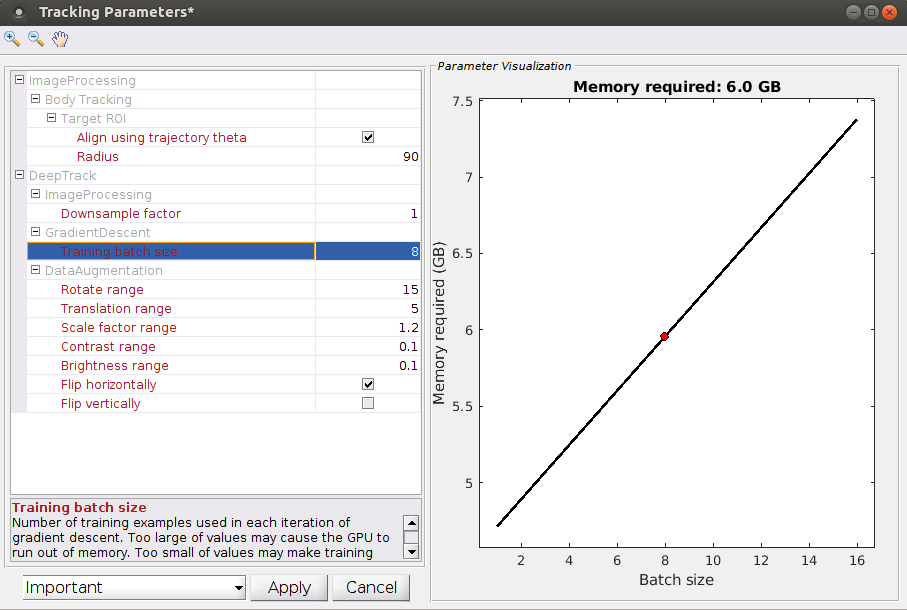 Tracking Parameters*
ImageProcessing
Body Tracking
Target ROI
Align using trajectory theta
Radius 90
DeepTrack
ImageProcessing
Downsample factor 1
GradientDescent
Training batch size 8
DataAugmentation
Rotate range 15
Translation range 5
Scale factor range 1.2
Contrast range 0.1
Brightness range 0.1
Flip horizontally
Flip vertically
Training batch size
Number of training examples used in each iteration of
gradient descent. Too large of values may cause the GPU to
run out of memory. Too small of values may make training
Important
Apply
Cancel
Parameter Visualization
Memory required: 6.0 GB
Memory required (GB)
7.5
7
6.5
6
5.5
5
2 4 6 8 10 12 14 16
Batch size